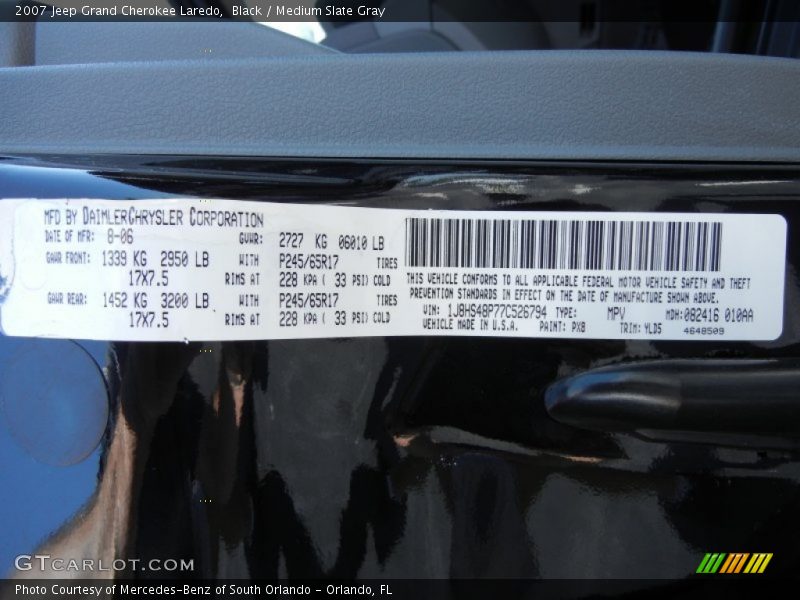 2007 Jeep Grand Cherokee Laredo, Black / Medium Slate Gray
MFD BY DAIMLERCHRYSLER CORPORATION
DATE OF MFR: 8-06 GVWR: 2727 KG 06010 LB
GAWR FRONT: 1339 KG 2950 LB WITH P245/65R17 TIRES
17X7.5 RIMS AT 228 KPA ( 33 PSI) COLD
GAWR REAR: 1452 KG 3200 LB WITH P245/65R17 TIRES
17X7.5 RIMS AT 228 KPA ( 33 PSI) COLD
THIS VEHICLE CONFORMS TO ALL APPLICABLE FEDERAL MOTOR VEHICLE SAFETY AND THEFT
PREVENTION STANDARDS IN EFFECT ON THE DATE OF MANUFACTURE SHOWN ABOVE.
VIN: 1J8HS48P77C526794 TYPE: MPV MDH: 082416 010AA
VEHICLE MADE IN U.S.A. PAINT: PX8 TRIM: YLD5 4648509
GTCARLOT.COM
Photo Courtesy of Mercedes-Benz of South Orlando - Orlando, FL